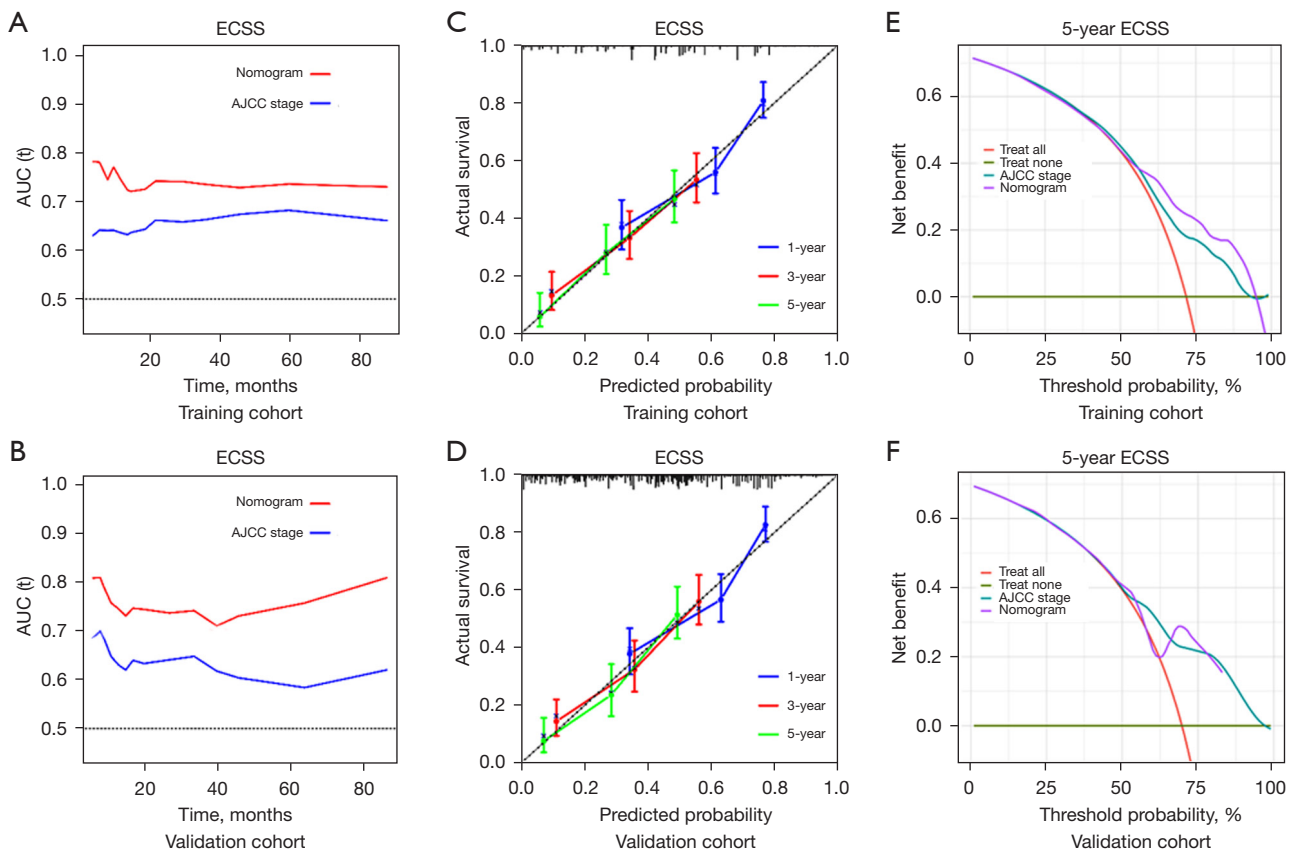 A
ECSS
1.0
0.9
0.8
0.7
0.6
0.5
AUC (t)
Nomogram
AJCC stage
20
40
60
80
Time, months
Training cohort
C
ECSS
1.0
0.8
0.6
0.4
0.2
0.0
Actual survival
1-year
3-year
5-year
0.0
0.2
0.4
0.6
0.8
1.0
Predicted probability
Training cohort
E
5-year ECSS
0.6
0.4
0.2
0.0
Net benefit
Treat all
Treat none
AJCC stage
Nomogram
0
25
50
75
100
Threshold probability, %
Training cohort
B
ECSS
1.0
0.9
0.8
0.7
0.6
0.5
AUC (t)
Nomogram
AJCC stage
20
40
60
80
Time, months
Validation cohort
D
ECSS
1.0
0.8
0.6
0.4
0.2
0.0
Actual survival
1-year
3-year
5-year
0.0
0.2
0.4
0.6
0.8
1.0
Predicted probability
Validation cohort
F
5-year ECSS
0.6
0.4
0.2
0.0
Net benefit
Treat all
Treat none
AJCC stage
Nomogram
0
25
50
75
100
Threshold probability, %
Validation cohort